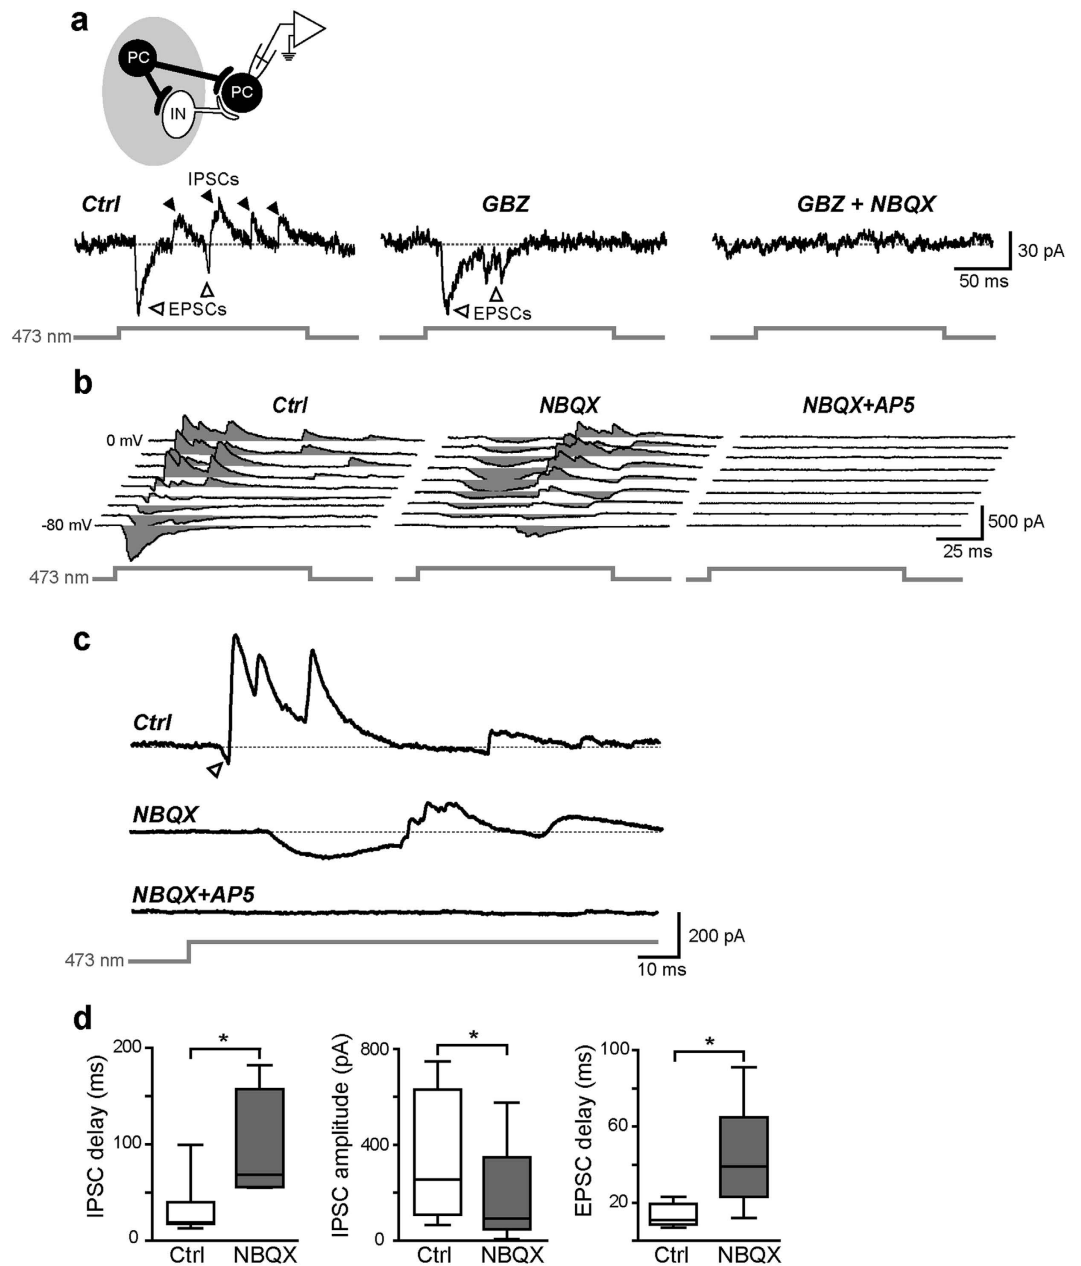 a
PC
PC
IN
IPSCs
Ctrl
GBZ
GBZ + NBQX
30 pA
50 ms
EPSCs
EPSCs
473 nm
b
Ctrl
NBQX
NBQX+AP5
0 mV
-80 mV
500 pA
25 ms
473 nm
c
Ctrl
NBQX
NBQX+AP5
200 pA
473 nm
10 ms
d
*
*
*
200
100
0
IPSC delay (ms)
Ctrl NBQX
800
400
0
IPSC amplitude (pA)
Ctrl NBQX
100
60
20
EPSC delay (ms)
Ctrl NBQX